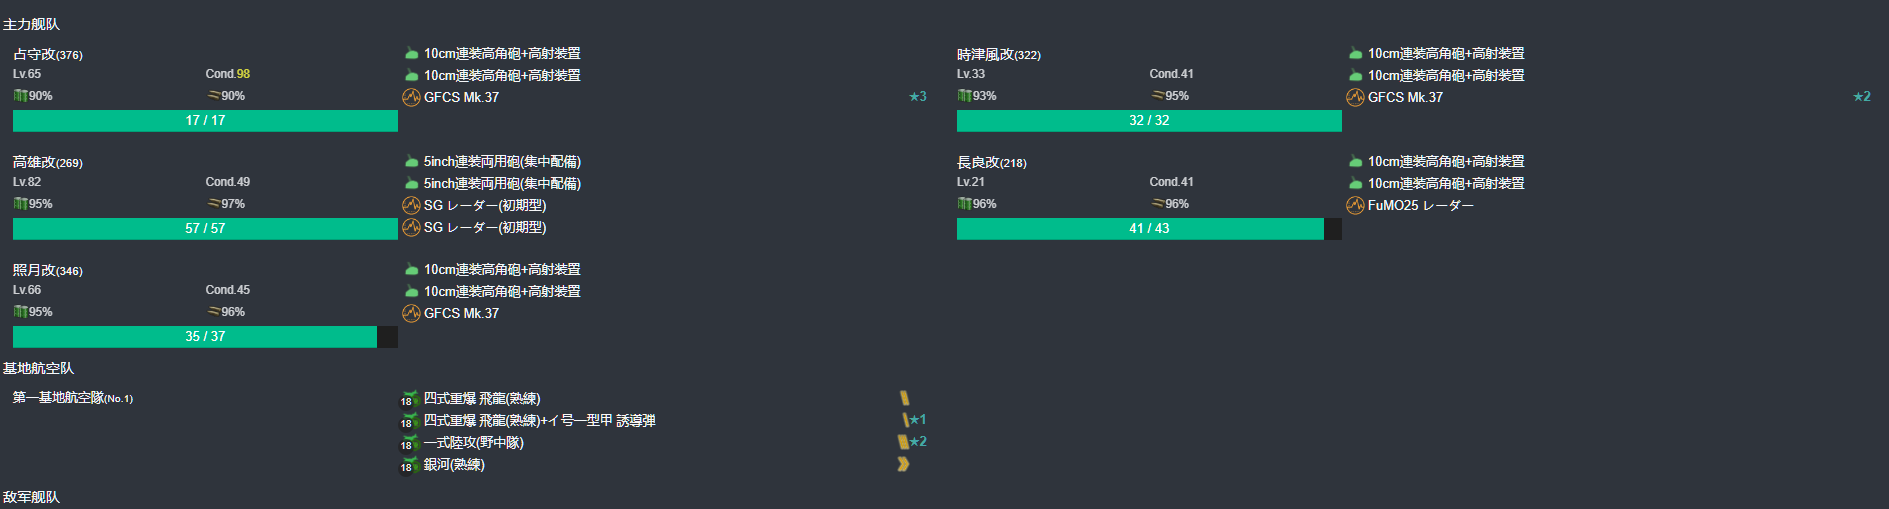 主力舰队
占守改(376)
Lv.65 Cond.98
90% 90%
17 / 17
10cm連装高角砲+高射装置
10cm連装高角砲+高射装置
GFCS Mk.37 ★3
時津風改(322)
Lv.33 Cond.41
93% 95%
32 / 32
10cm連装高角砲+高射装置
10cm連装高角砲+高射装置
GFCS Mk.37 ★2
高雄改(269)
Lv.82 Cond.49
95% 97%
57 / 57
5inch連装両用砲(集中配備)
5inch連装両用砲(集中配備)
SG レーダー(初期型)
SG レーダー(初期型)
長良改(218)
Lv.21 Cond.41
96% 96%
41 / 43
10cm連装高角砲+高射装置
10cm連装高角砲+高射装置
FuMO25 レーダー
照月改(346)
Lv.66 Cond.45
95% 96%
35 / 37
10cm連装高角砲+高射装置
10cm連装高角砲+高射装置
GFCS Mk.37
基地航空队
第一基地航空隊(No.1)
18 四式重爆 飛龍(熟練)
18 四式重爆 飛龍(熟練)+イ号一型甲 誘導弾 ★1
18 一式陸攻(野中隊) ★2
18 銀河(熟練)
敌军舰队